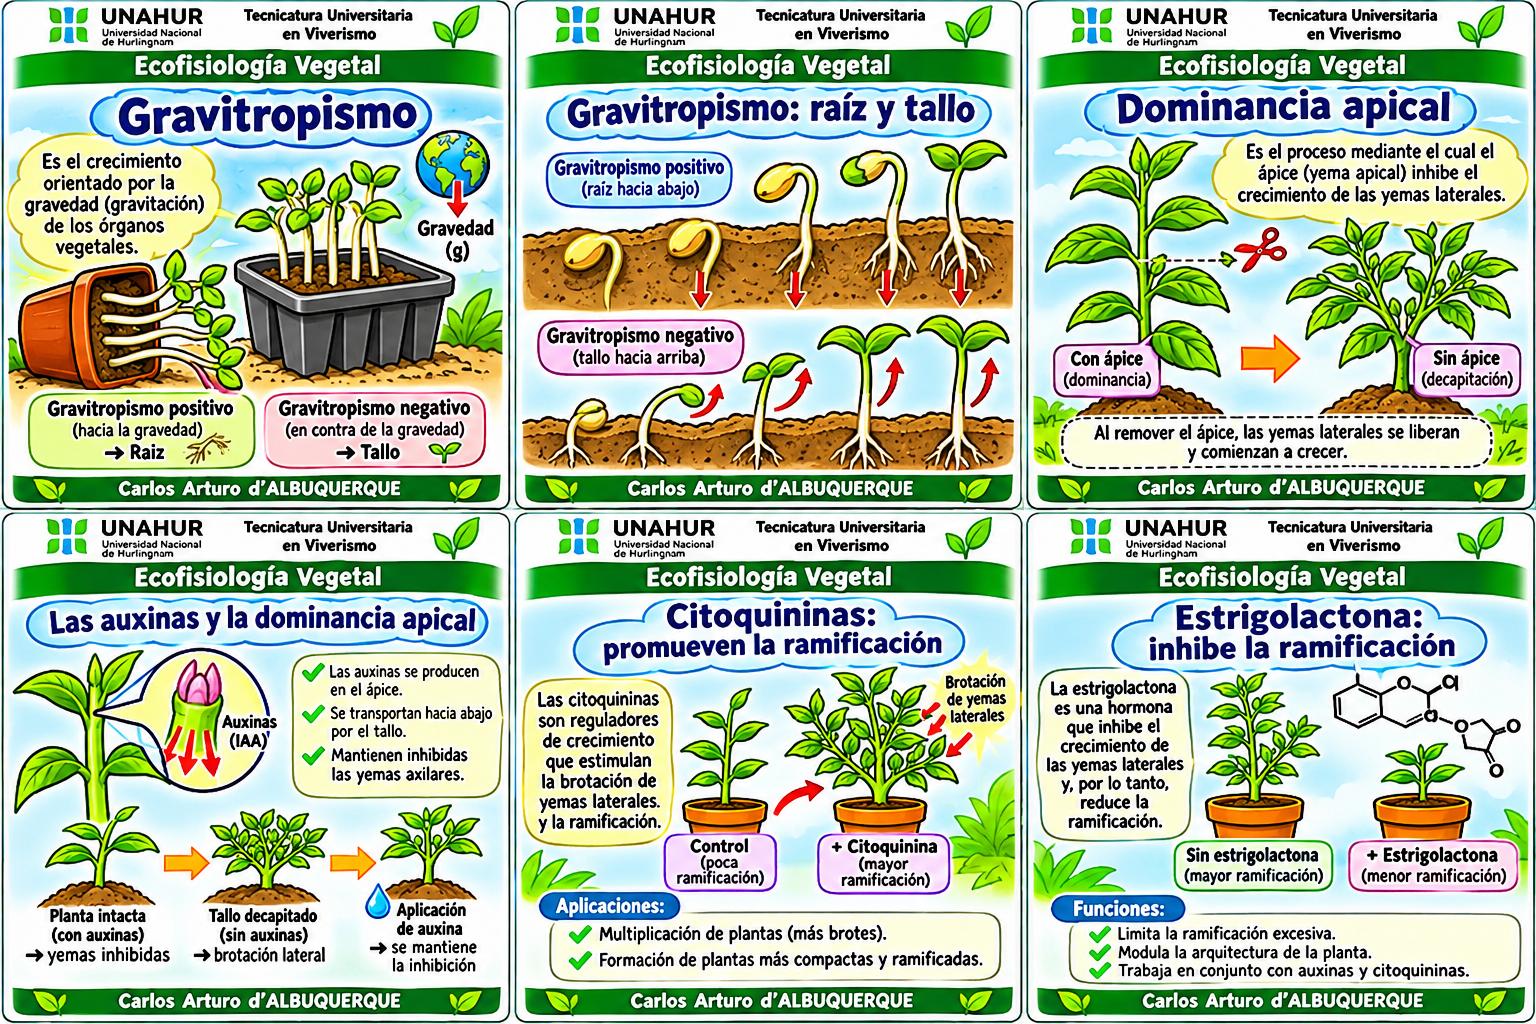 UNAHUR
Universidad Nacional
de Hurlingham
Tecnicatura Universitaria
en Viverismo
Ecofisiología Vegetal
Gravitropismo
Es el crecimiento
orientado por la
gravedad (gravitación)
de los órganos
vegetales.
Gravedad
(g)
Gravitropismo positivo
(hacia la gravedad)
→ Raiz
Gravitropismo negativo
(en contra de la gravedad)
→ Tallo
Carlos Arturo d'ALBUQUERQUE
UNAHUR
Universidad Nacional
de Hurlingham
Tecnicatura Universitaria
en Viverismo
Ecofisiología Vegetal
Gravitropismo: raíz y tallo
Gravitropismo positivo
(raíz hacia abajo)
Gravitropismo negativo
(tallo hacia arriba)
Carlos Arturo d'ALBUQUERQUE
UNAHUR
Universidad Nacional
de Hurlingham
Tecnicatura Universitaria
en Viverismo
Ecofisiología Vegetal
Dominancia apical
Es el proceso mediante el cual el
ápice (yema apical) inhibe el
crecimiento de las yemas laterales.
Con ápice
(dominancia)
Sin ápice
(decapitación)
Al remover el ápice, las yemas laterales se liberan
y comienzan a crecer.
Carlos Arturo d'ALBUQUERQUE
UNAHUR
Universidad Nacional
de Hurlingham
Tecnicatura Universitaria
en Viverismo
Ecofisiología Vegetal
Las auxinas y la dominancia apical
Auxinas
(IAA)
✓ Las auxinas se producen
en el ápice.
✓ Se transportan hacia abajo
por el tallo.
✓ Mantienen inhibidas
las yemas axilares.
Planta intacta
(con auxinas)
→ yemas inhibidas
Tallo decapitado
(sin auxinas)
→ brotación lateral
Aplicación
de auxina
→ se mantiene
la inhibición
Carlos Arturo d'ALBUQUERQUE
UNAHUR
Universidad Nacional
de Hurlingham
Tecnicatura Universitaria
en Viverismo
Ecofisiología Vegetal
Citoquininas:
promueven la ramificación
Las citoquininas
son reguladores
de crecimiento
que estimulan
la brotación de
yemas laterales.
y la ramificación.
Brotación
de yemas
laterales
Control
(poca
ramificación)
+ Citoquinina
(mayor
ramificación)
Aplicaciones:
✓ Multiplicación de plantas (más brotes).
✓ Formación de plantas más compactas y ramificadas.
Carlos Arturo d'ALBUQUERQUE
UNAHUR
Universidad Nacional
de Hurlingham
Tecnicatura Universitaria
en Viverismo
Ecofisiología Vegetal
Estrigolactona:
inhibe la ramificación
La estrigolactona
es una hormona
que inhibe el
crecimiento de
las yemas laterales
y, por lo tanto,
reduce la
ramificación.
O
O
O
O
Sin estrigolactona
(mayor ramificación)
+ Estrigolactona
(menor ramificación)
Funciones:
✓ Limita la ramificación excesiva.
✓ Modula la arquitectura de la planta.
✓ Trabaja en conjunto con auxinas y citoquininas.
Carlos Arturo d'ALBUQUERQUE